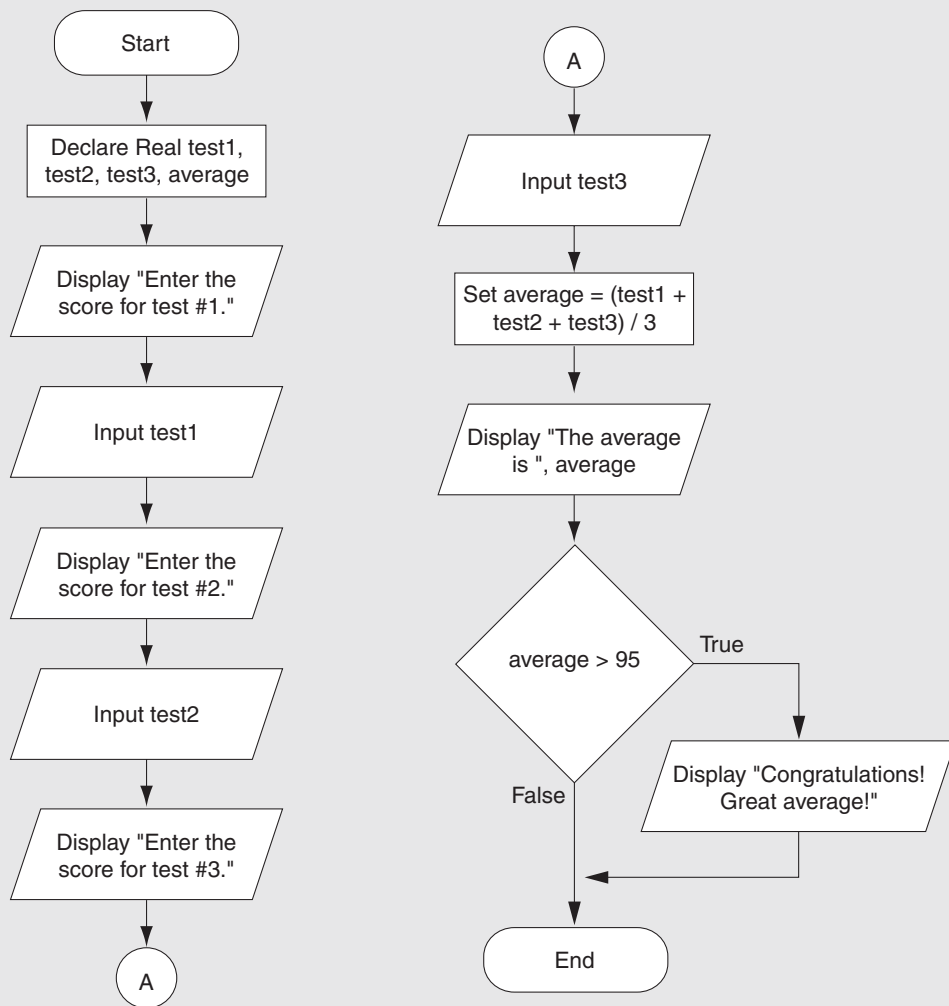 Start
Declare Real test1,
test2, test3, average
Display "Enter the
score for test #1."
Input test1
Display "Enter the
score for test #2."
Input test2
Display "Enter the
score for test #3."
A
A
Input test3
Set average = (test1 +
test2 + test3) / 3
Display "The average
is ", average
average > 95
True
False
Display "Congratulations!
Great average!"
End